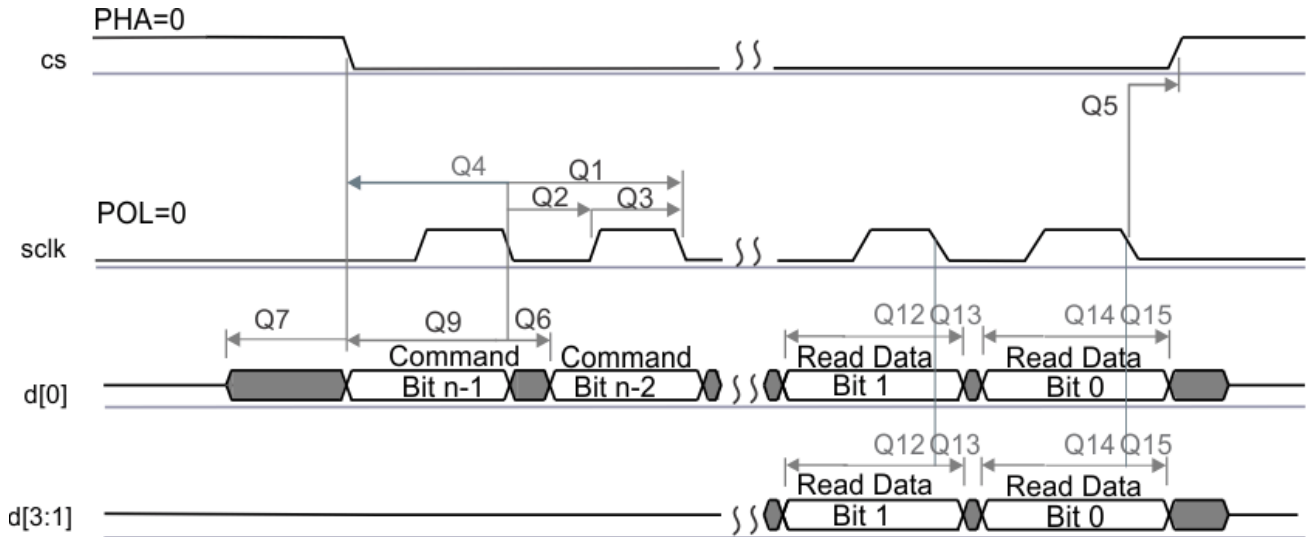 PHA=0
cs
Q5
Q4 Q1
Q2 Q3
POL=0
sclk
Q7 Q9 Q6 Q12 Q13 Q14 Q15
Command Command Read Data Read Data
d[0] Bit n-1 Bit n-2 Bit 1 Bit 0
Q12 Q13 Q14 Q15
Read Data Read Data
d[3:1] Bit 1 Bit 0